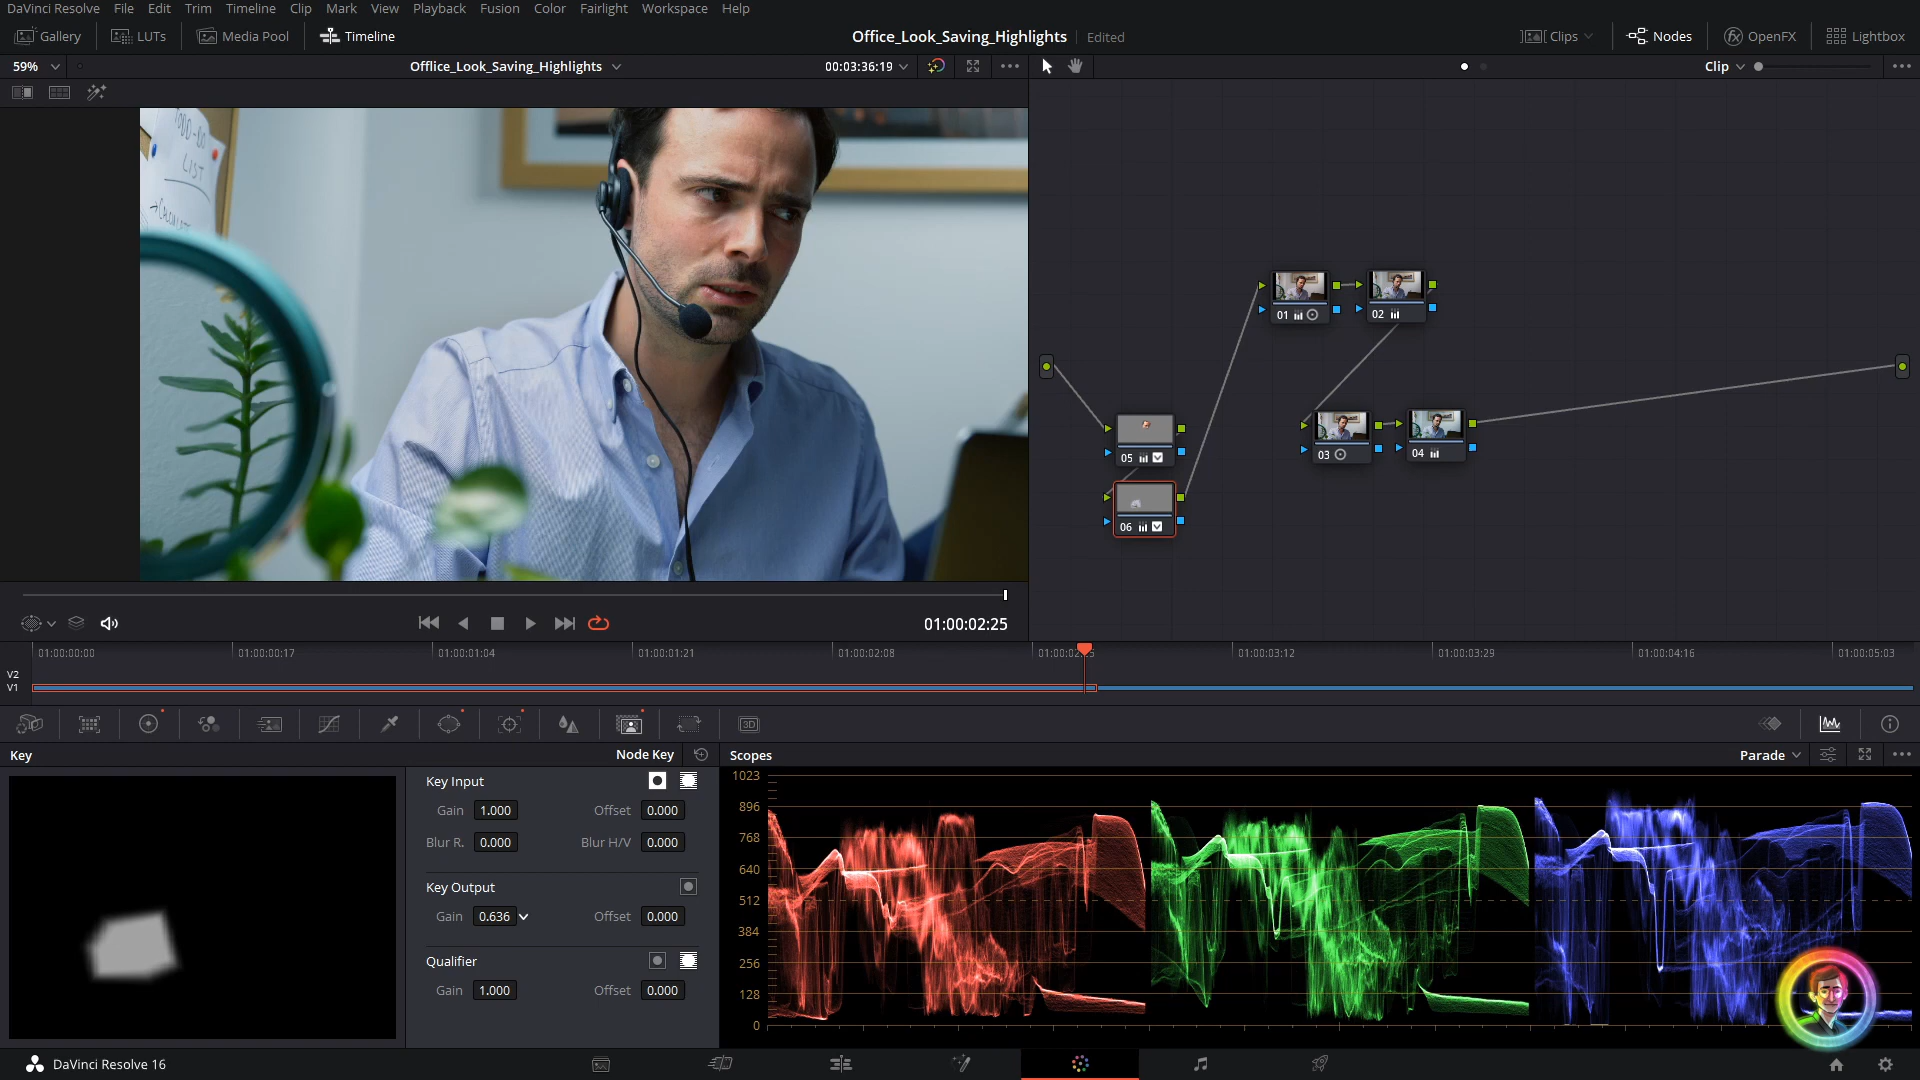 DaVinci Resolve File Edit Trim Timeline Clip Mark View Playback Fusion Color Fairlight Workspace Help
Gallery LUTs Media Pool Timeline Office_Look_Saving_Highlights Edited Clips Nodes OpenFX Lightbox
59% Offlice_Look_Saving_Highlights 00:03:36:19 Clip
LIST
01 02
03 04
05
06
01:00:02:25
01:00:00:00 01:00:00:17 01:00:01:04 01:00:01:21 01:00:02:08 01:00:03:12 01:00:03:29 01:00:04:16 01:00:05:03
V2
V1
3D
Key Node Key Scopes Parade
Key Input
Gain 1.000 Offset 0.000
Blur R. 0.000 Blur H/V 0.000
Key Output
Gain 0.636 Offset 0.000
Qualifier
Gain 1.000 Offset 0.000
1023
896
768
640
512
384
256
128
0
DaVinci Resolve 16